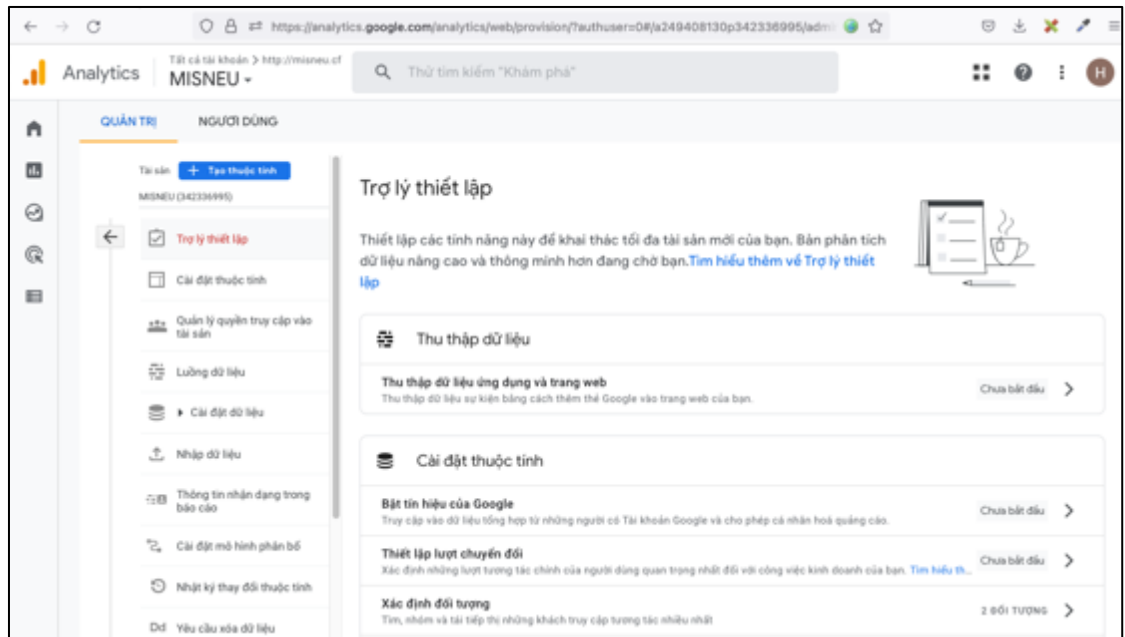 https://analytics.google.com/analytics/web/provision/?authuser=0#/a249408130p342336995/adm
Analytics
Tất cả tài khoản > http://misneu.cf
MISNEU
Thử tìm kiếm "Khám phá"
H
QUẢN TRỊ
NGƯỜI DÙNG
Tài sản
+ Tạo thuộc tính
MISNEU (342336995)
Trợ lý thiết lập
Cài đặt thuộc tính
Quản lý quyền truy cập vào
tài sản
Luồng dữ liệu
Cài đặt dữ liệu
Nhập dữ liệu
Thông tin nhận dạng trong
báo cáo
Cài đặt mô hình phân bổ
Nhật ký thay đổi thuộc tính
Dd Yêu cầu xóa dữ liệu
Trợ lý thiết lập
Thiết lập các tính năng này để khai thác tối đa tài sản mới của bạn. Bản phân tích
dữ liệu nâng cao và thông minh hơn đang chờ bạn.Tìm hiểu thêm về Trợ lý thiết
lập
Thu thập dữ liệu
Thu thập dữ liệu ứng dụng và trang web
Thu thập dữ liệu sự kiện bằng cách thêm thẻ Google vào trang web của bạn.
Chưa bắt đầu
Cài đặt thuộc tính
Bật tín hiệu của Google
Truy cập vào dữ liệu tổng hợp từ những người có Tài khoản Google và cho phép cá nhân hoá quảng cáo.
Chưa bắt đầu
Thiết lập lượt chuyển đổi
Xác định những lượt tương tác chính của người dùng quan trọng nhất đối với công việc kinh doanh của bạn. Tìm hiểu th...
Chưa bắt đầu
Xác định đối tượng
Tìm, nhóm và tái tiếp thị những khách truy cập tương tác nhiều nhất
2 ĐỐI TƯỢNG